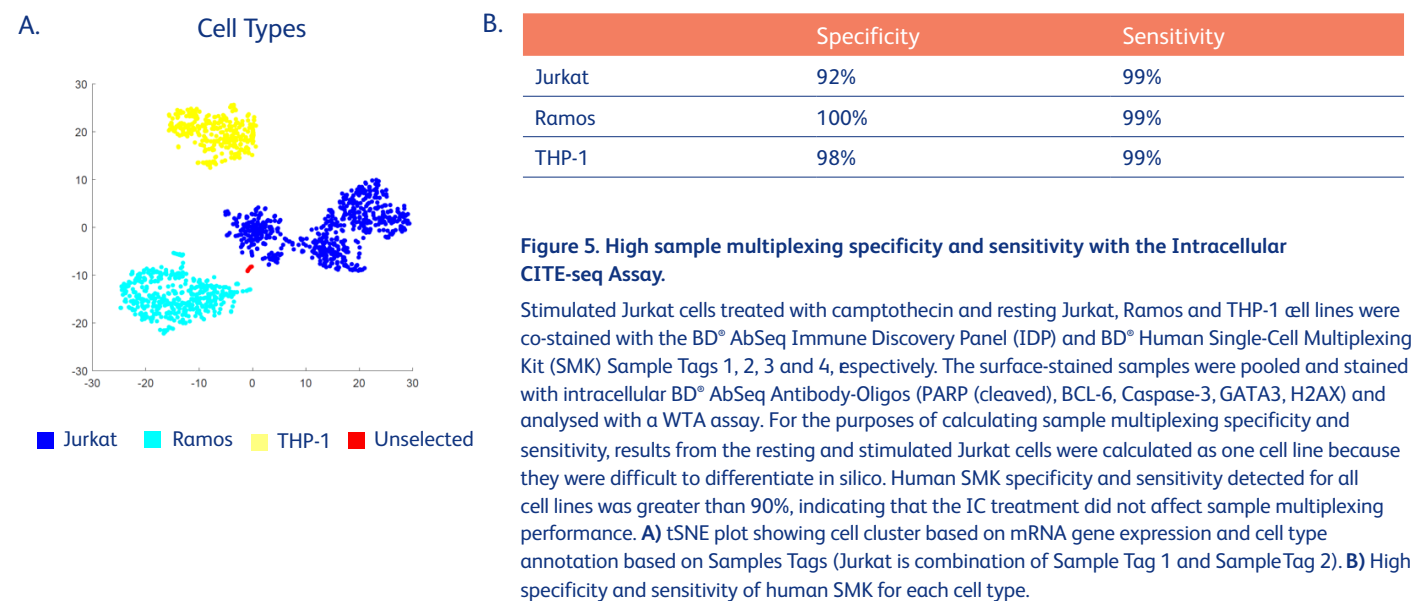 A.
Cell Types
30
20
10
0
-10
-20
-30
-30
-20
-10
0
10
20
30
Jurkat
Ramos
THP-1
Unselected
B.
Specificity Sensitivity
Jurkat 92% 99%
Ramos 100% 99%
THP-1 98% 99%
Figure 5. High sample multiplexing specificity and sensitivity with the Intracellular
CITE-seq Assay.
Stimulated Jurkat cells treated with camptothecin and resting Jurkat, Ramos and THP-1 cell lines were
co-stained with the BD® AbSeq Immune Discovery Panel (IDP) and BD® Human Single-Cell Multiplexing
Kit (SMK) Sample Tags 1, 2, 3 and 4, respectively. The surface-stained samples were pooled and stained
with intracellular BD® AbSeq Antibody-Oligos (PARP (cleaved), BCL-6, Caspase-3, GATA3, H2AX) and
analysed with a WTA assay. For the purposes of calculating sample multiplexing specificity and
sensitivity, results from the resting and stimulated Jurkat cells were calculated as one cell line because
they were difficult to differentiate in silico. Human SMK specificity and sensitivity detected for all
cell lines was greater than 90%, indicating that the IC treatment did not affect sample multiplexing
performance. A) tSNE plot showing cell cluster based on mRNA gene expression and cell type
annotation based on Samples Tags (Jurkat is combination of Sample Tag 1 and Sample Tag 2). B) High
specificity and sensitivity of human SMK for each cell type.